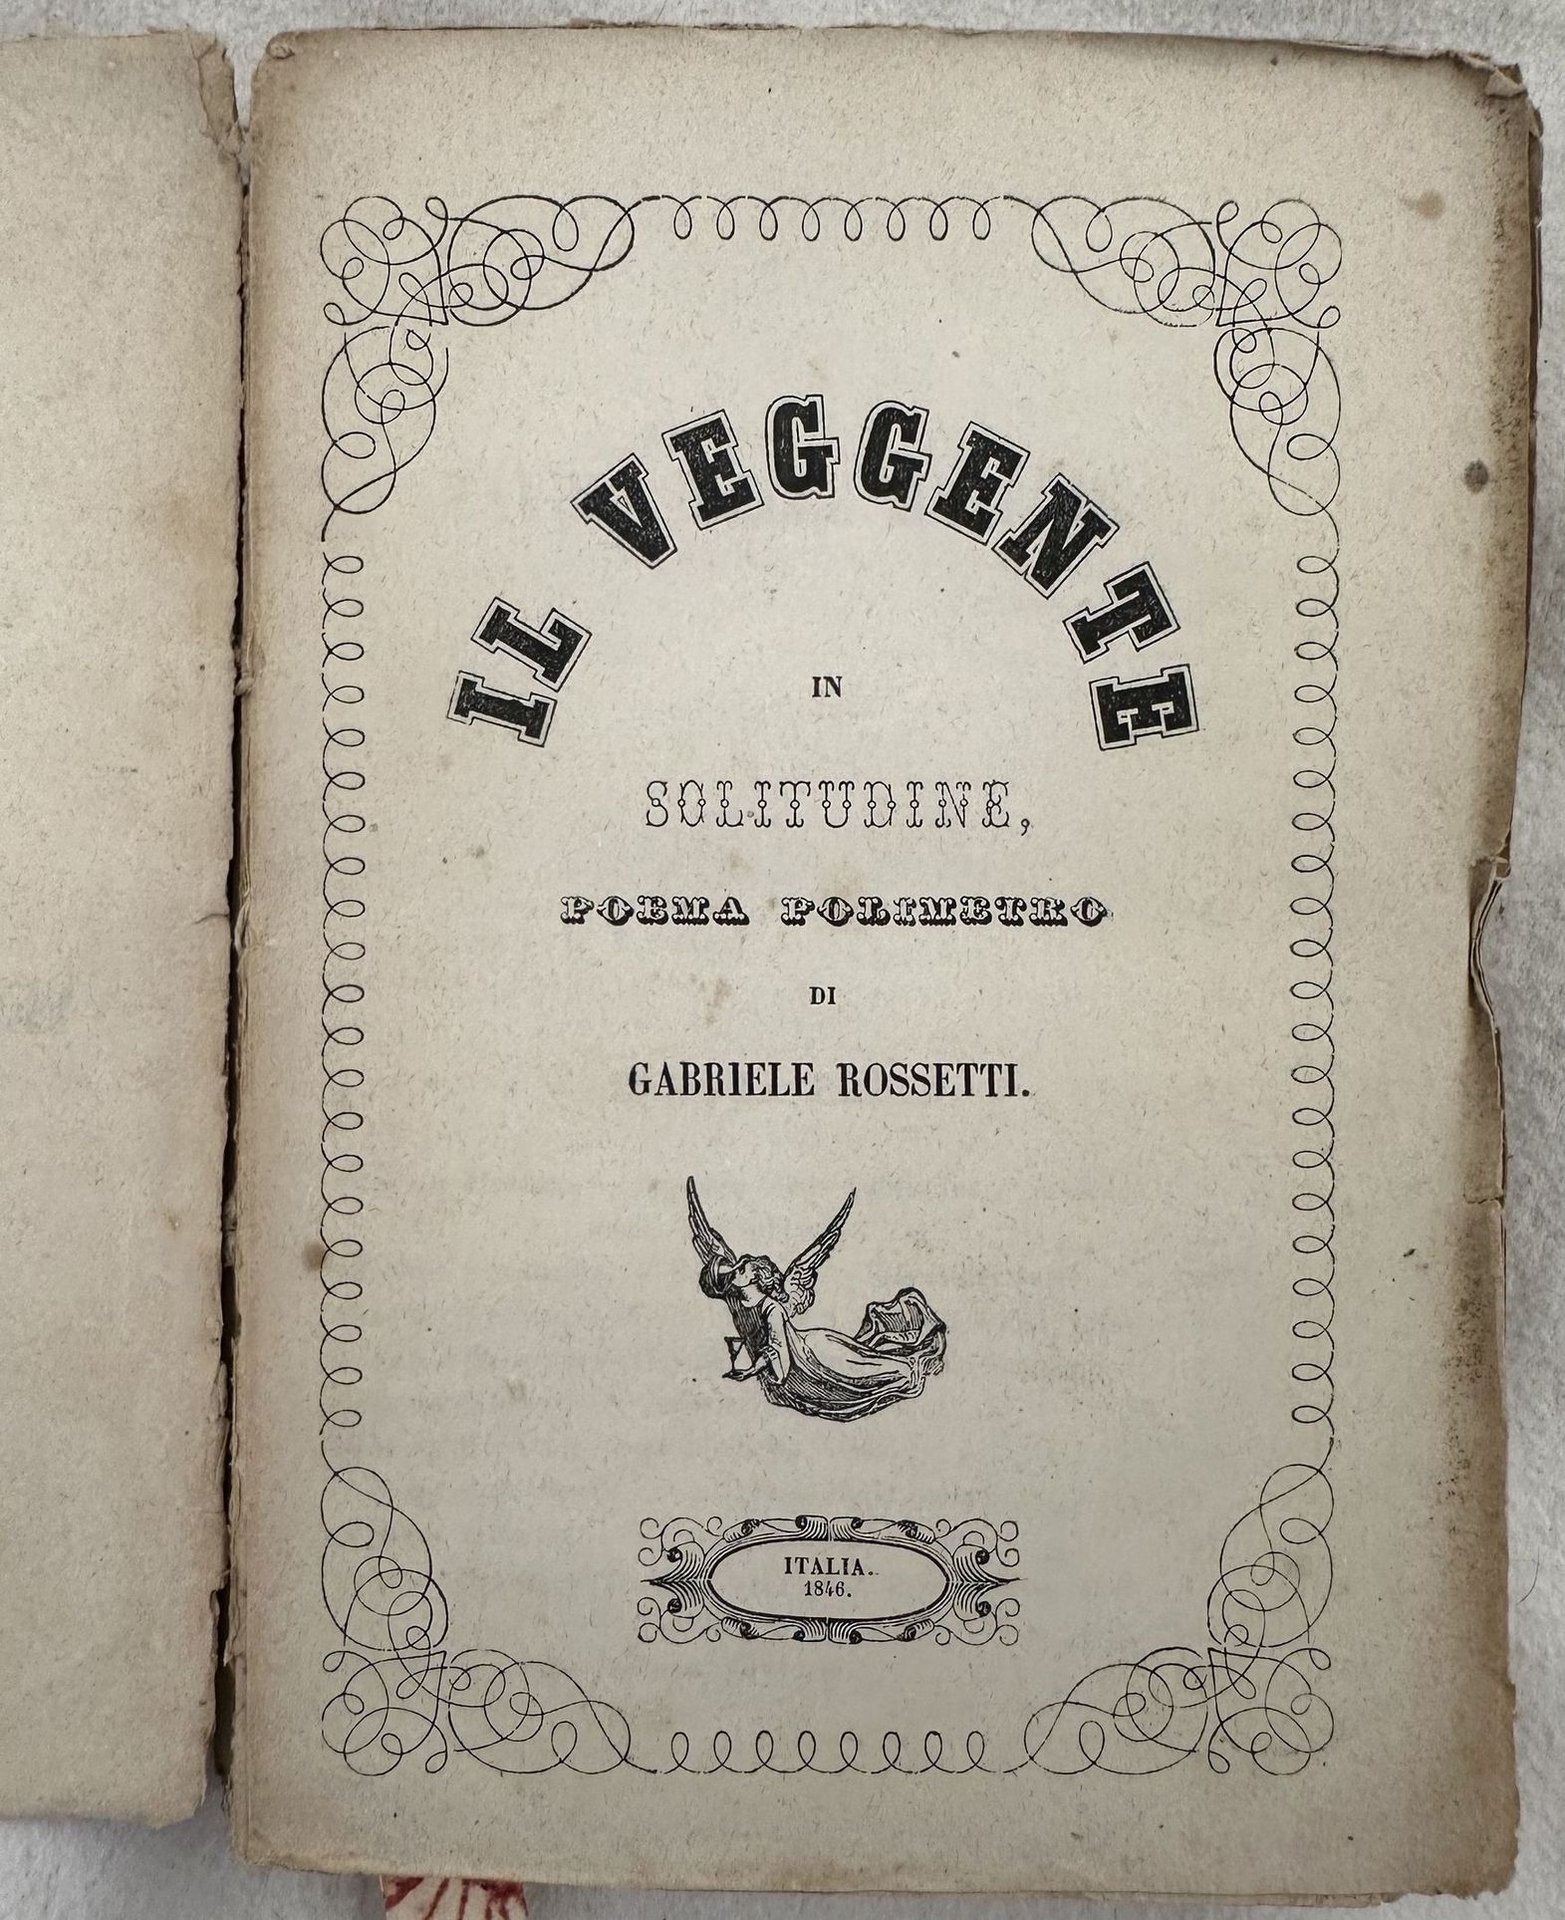 IL VEGGENTE
IN
SOLITUDINE,
POEMA POLIMETRO
DI
GABRIELE ROSSETTI.
ITALIA.
1846.